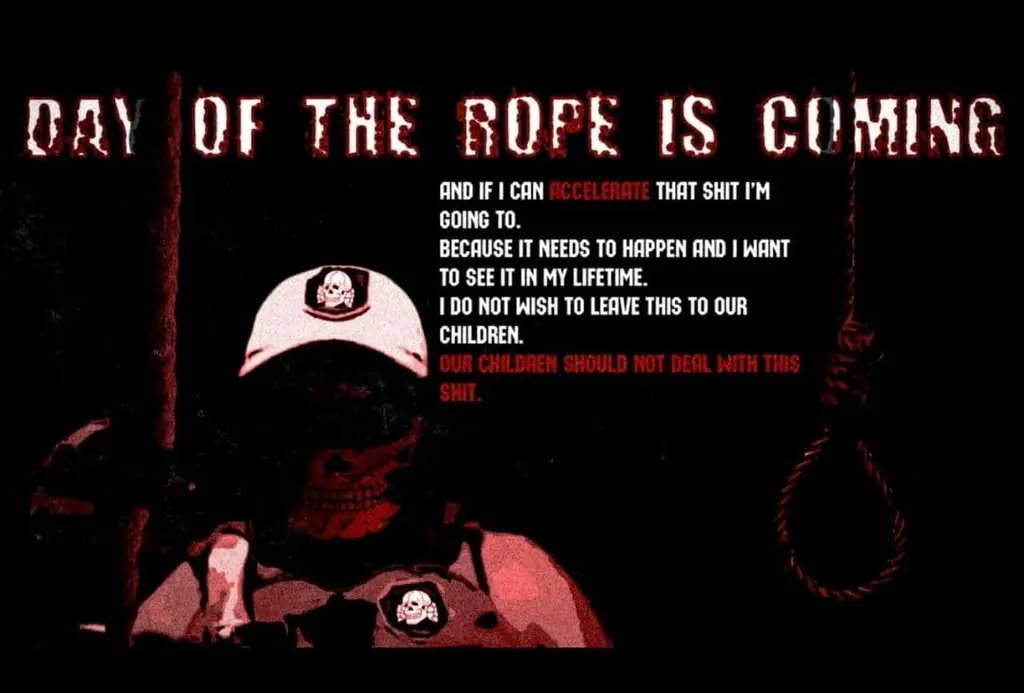 DAY OF THE ROPE IS COMING
AND IF I CAN ACCELERATE THAT SHIT I'M
GOING TO.
BECAUSE IT NEEDS TO HAPPEN AND I WANT
TO SEE IT IN MY LIFETIME.
I DO NOT WISH TO LEAVE THIS TO OUR
CHILDREN.
OUR CHILDREN SHOULD NOT DEAL WITH THIS
SHIT.